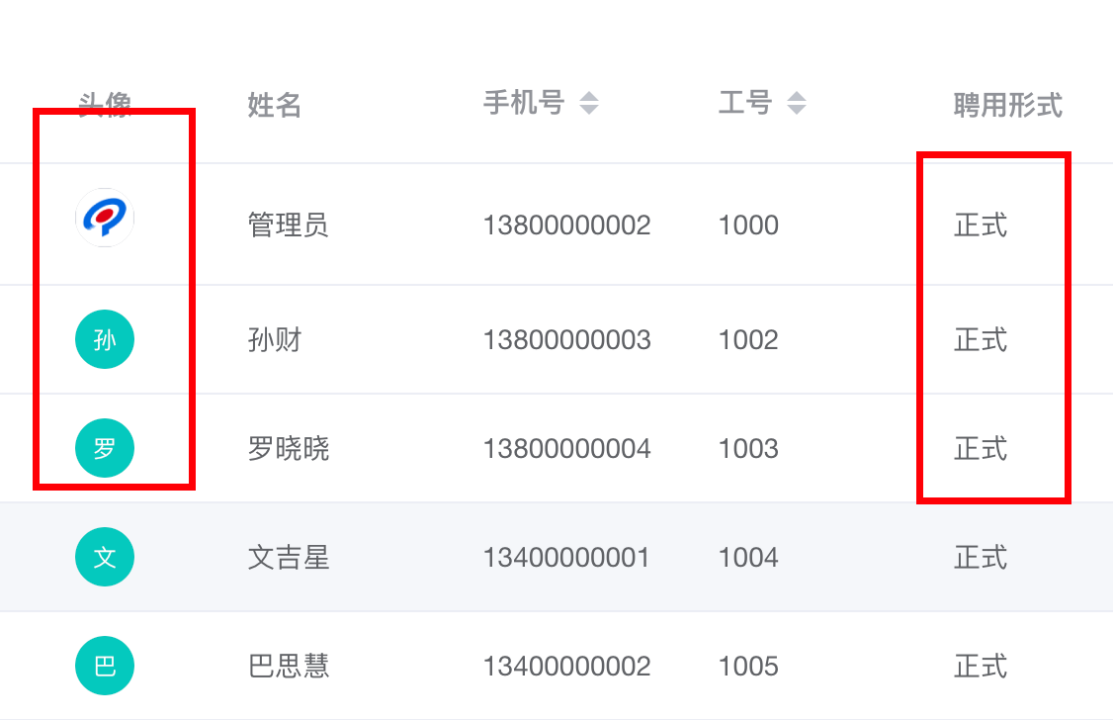 头像 姓名 手机号 工号 聘用形式
管理员 13800000002 1000 正式
孙 孙财 13800000003 1002 正式
罗 罗晓晓 13800000004 1003 正式
文 文吉星 13400000001 1004 正式
巴 巴思慧 13400000002 1005 正式